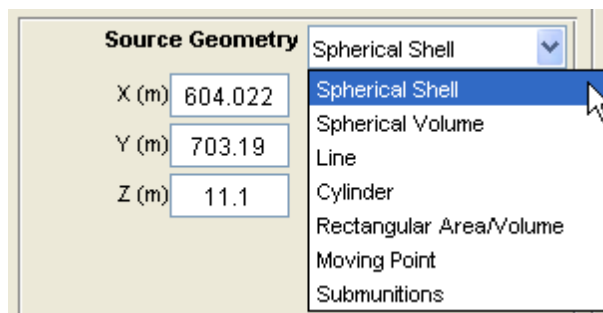 Source Geometry Spherical Shell
X (m) 604.022
Y (m) 703.19
Z (m) 11.1
Spherical Shell
Spherical Volume
Line
Cylinder
Rectangular Area/Volume
Moving Point
Submunitions